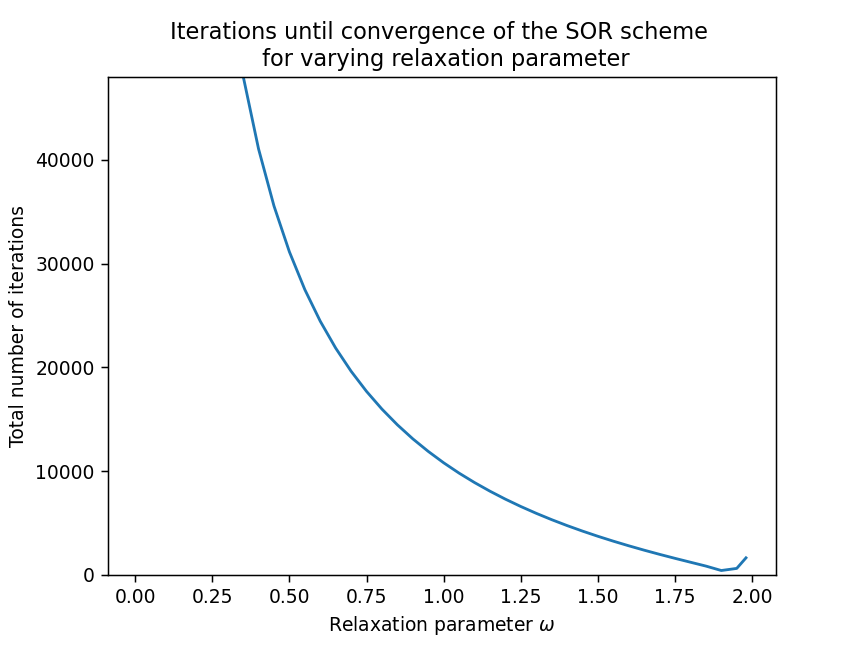 Iterations until convergence of the SOR scheme
for varying relaxation parameter
Total number of iterations
40000
30000
20000
10000
0
0.00 0.25 0.50 0.75 1.00 1.25 1.50 1.75 2.00
Relaxation parameter ω